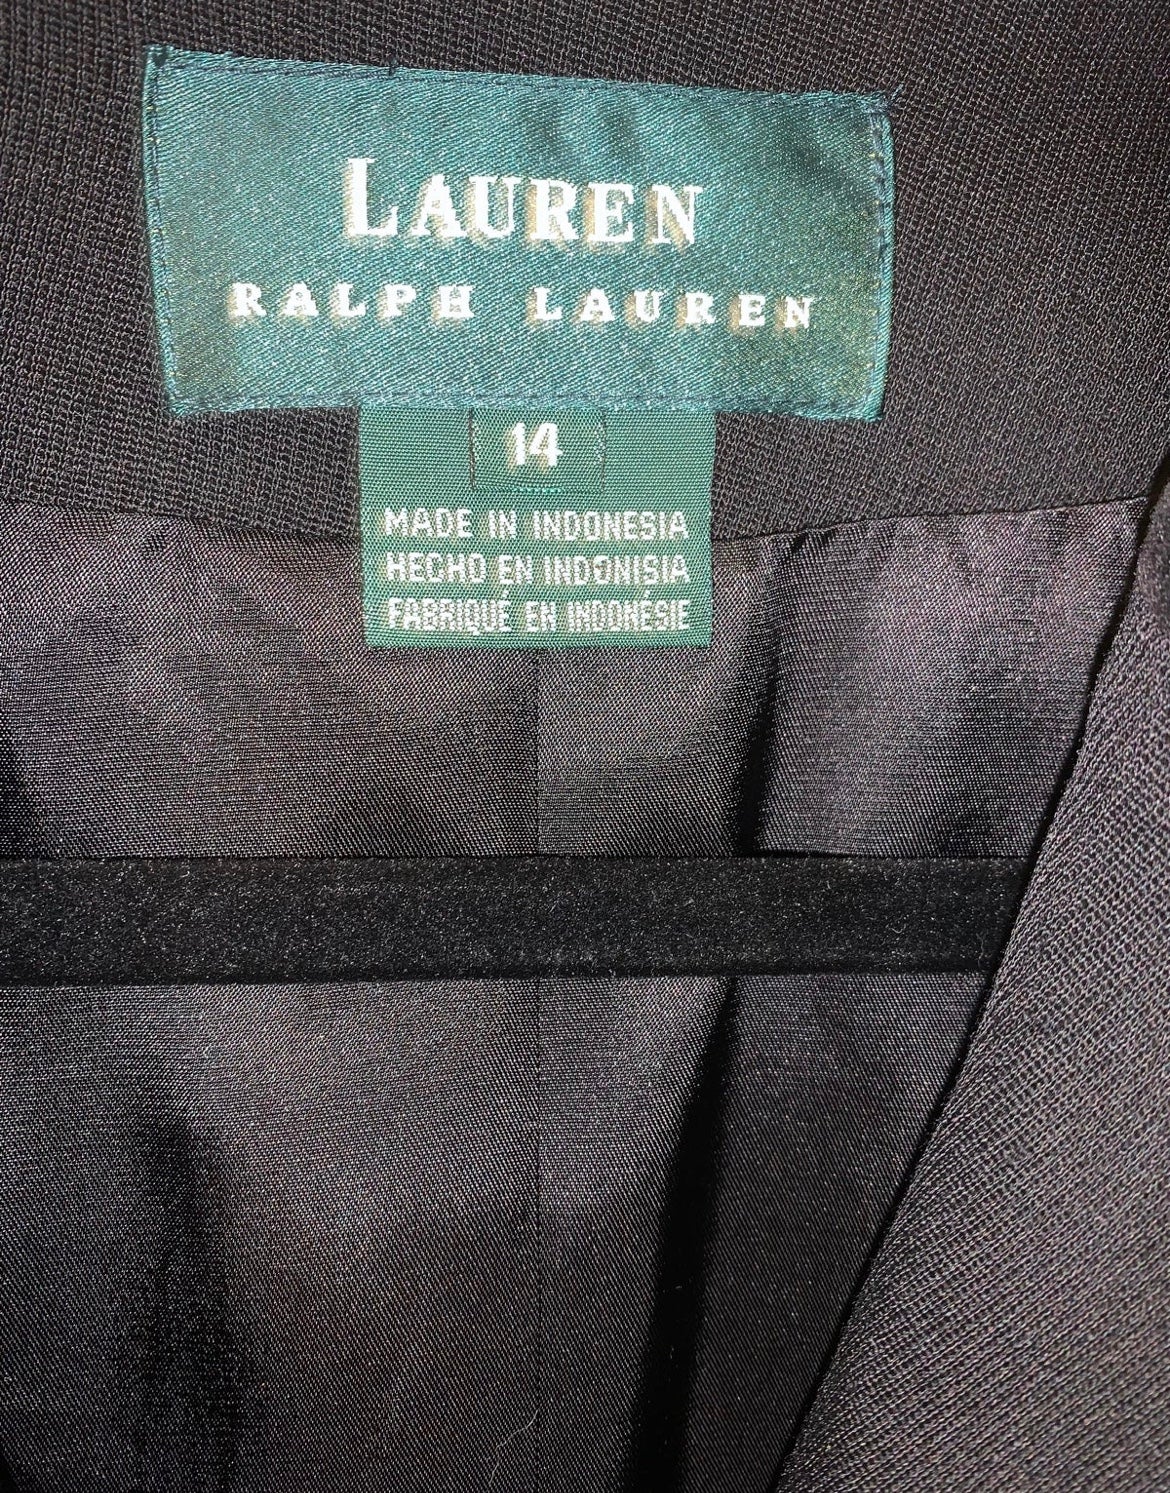 LAUREN
RALPH LAUREN
14
MADE IN INDONESIA
HECHO EN INDONISIA
FABRIQUÉ EN INDONÉSIE